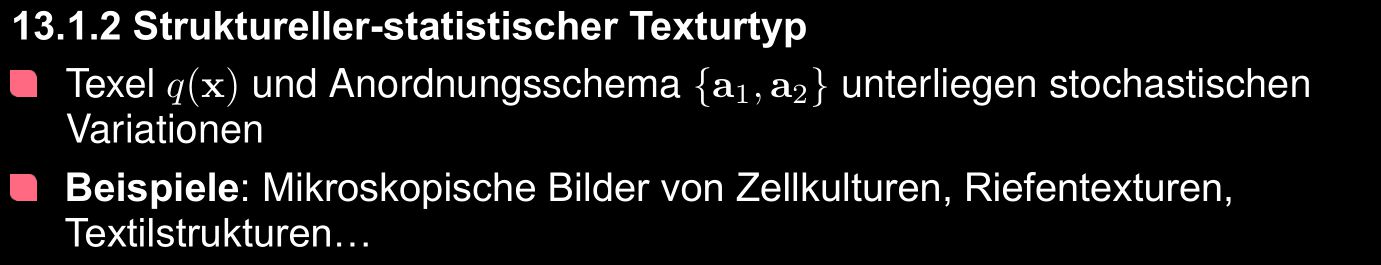 13.1.2 Struktureller-statistischer Texturtyp
Texel q(x) und Anordnungsschema {a₁, a₂} unterliegen stochastischen
Variationen
Beispiele: Mikroskopische Bilder von Zellkulturen, Riefentexturen,
Textilstrukturen…